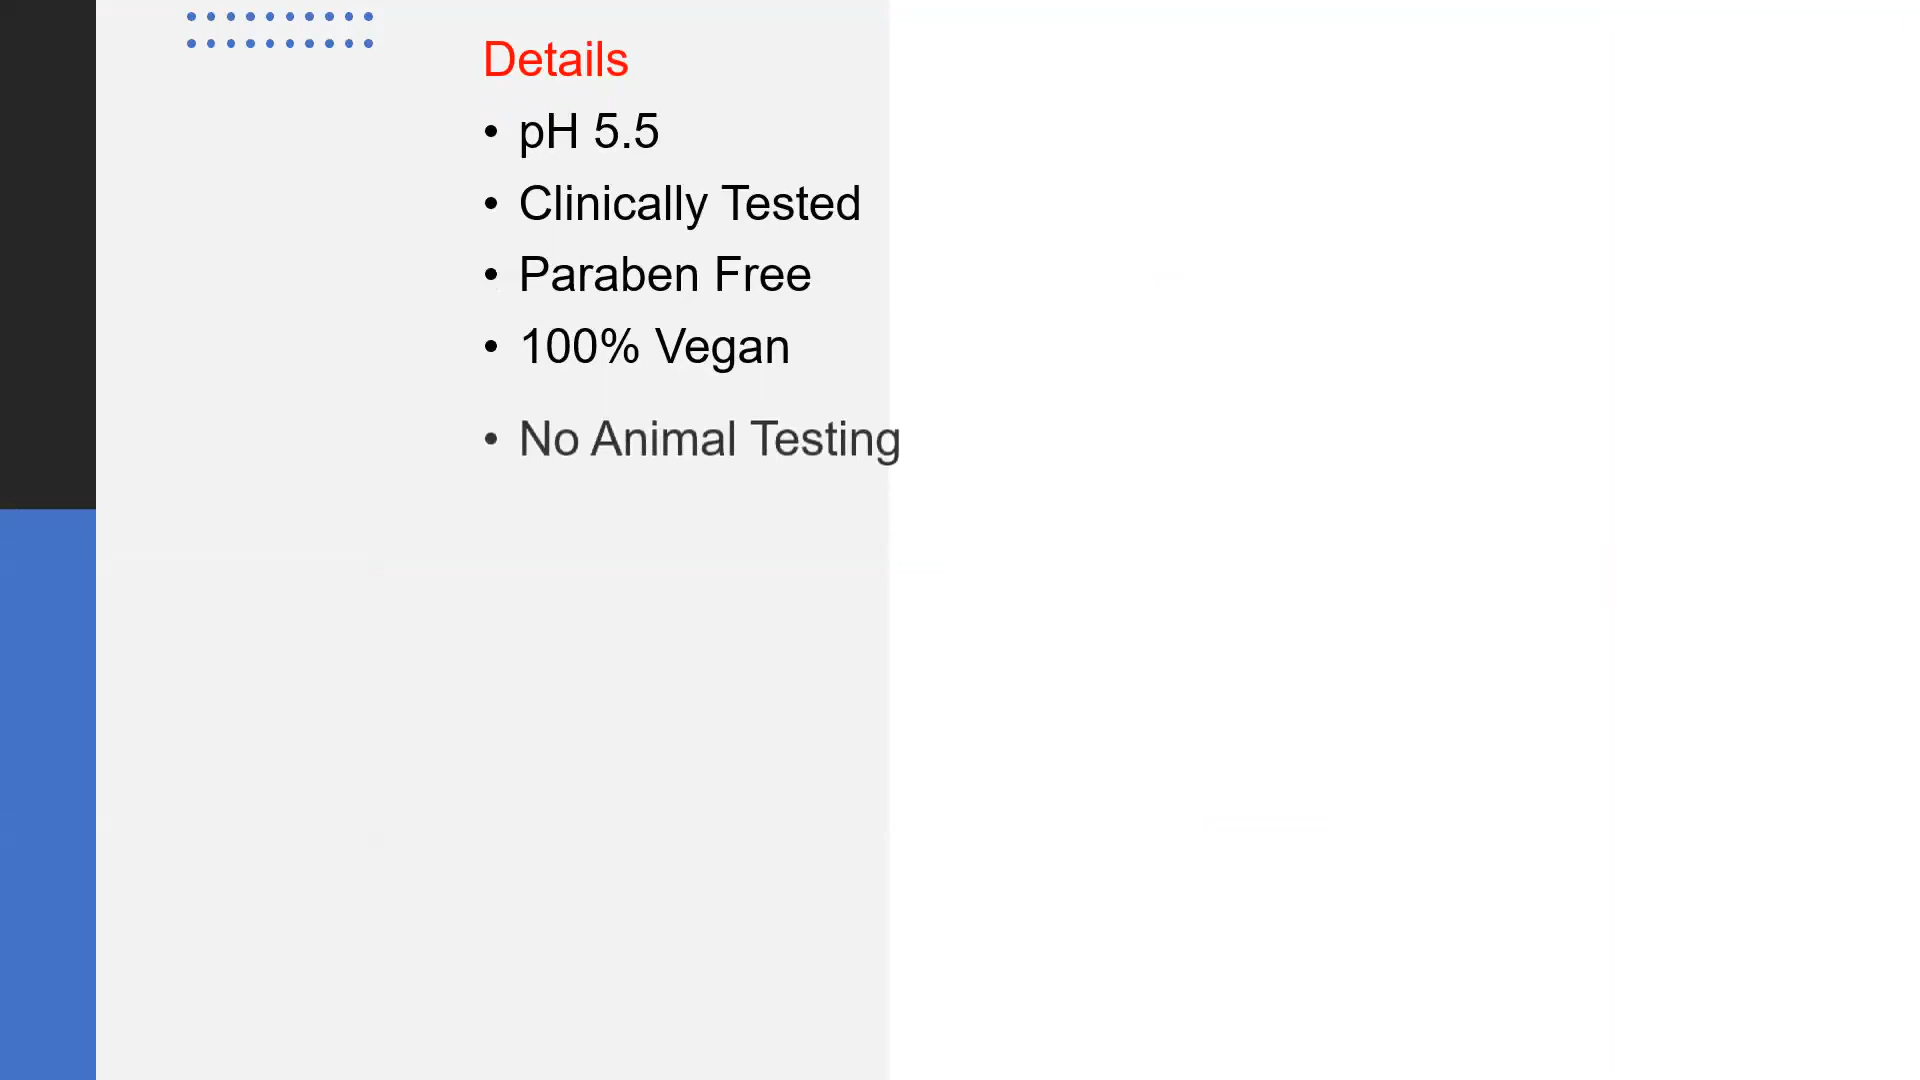 Details
• pH 5.5
• Clinically Tested
• Paraben Free
• 100% Vegan
• No Animal Testing